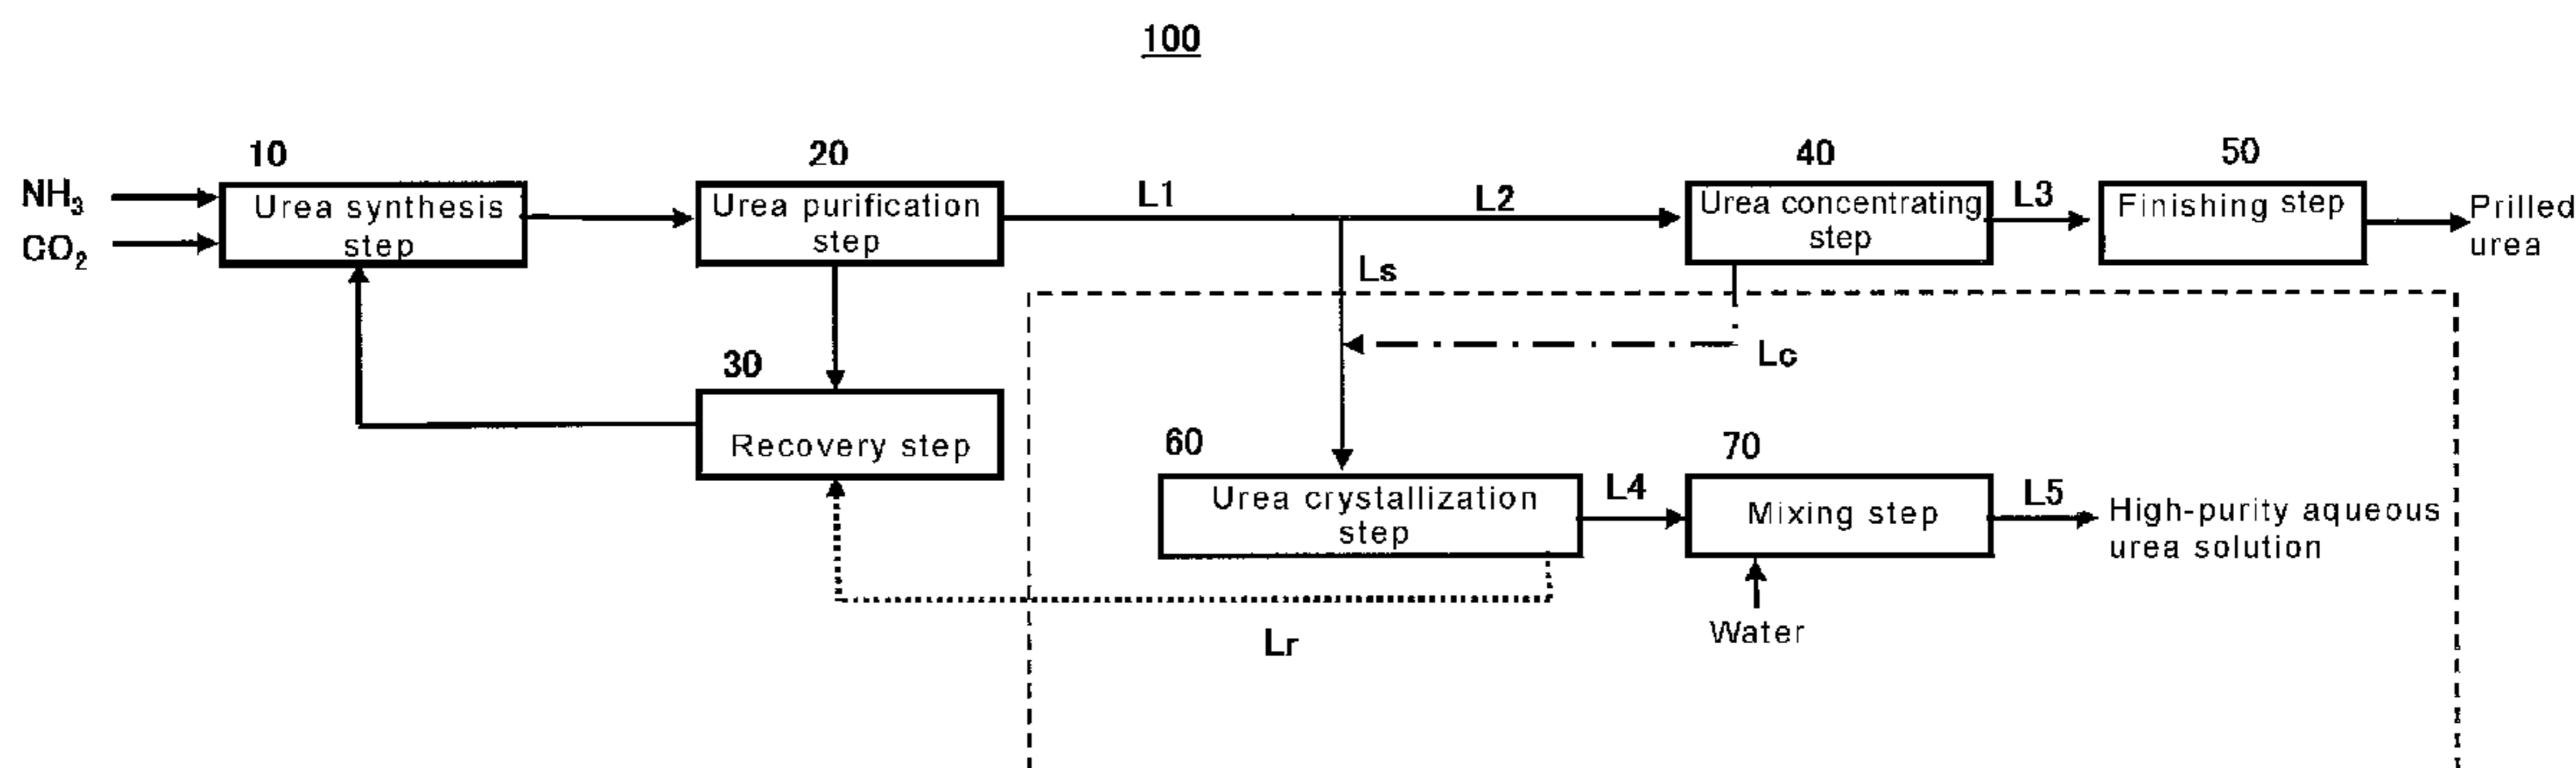 100
10
20
40
50
NH3
CO2
Urea synthesis
step
Urea purification
step
L1
L2
Urea concentrating
step
L3
Finishing step
Prilled
urea
Ls
Lc
30
Recovery step
60
Urea crystallization
step
L4
70
Mixing step
L5
High-purity aqueous
urea solution
Water
Lr